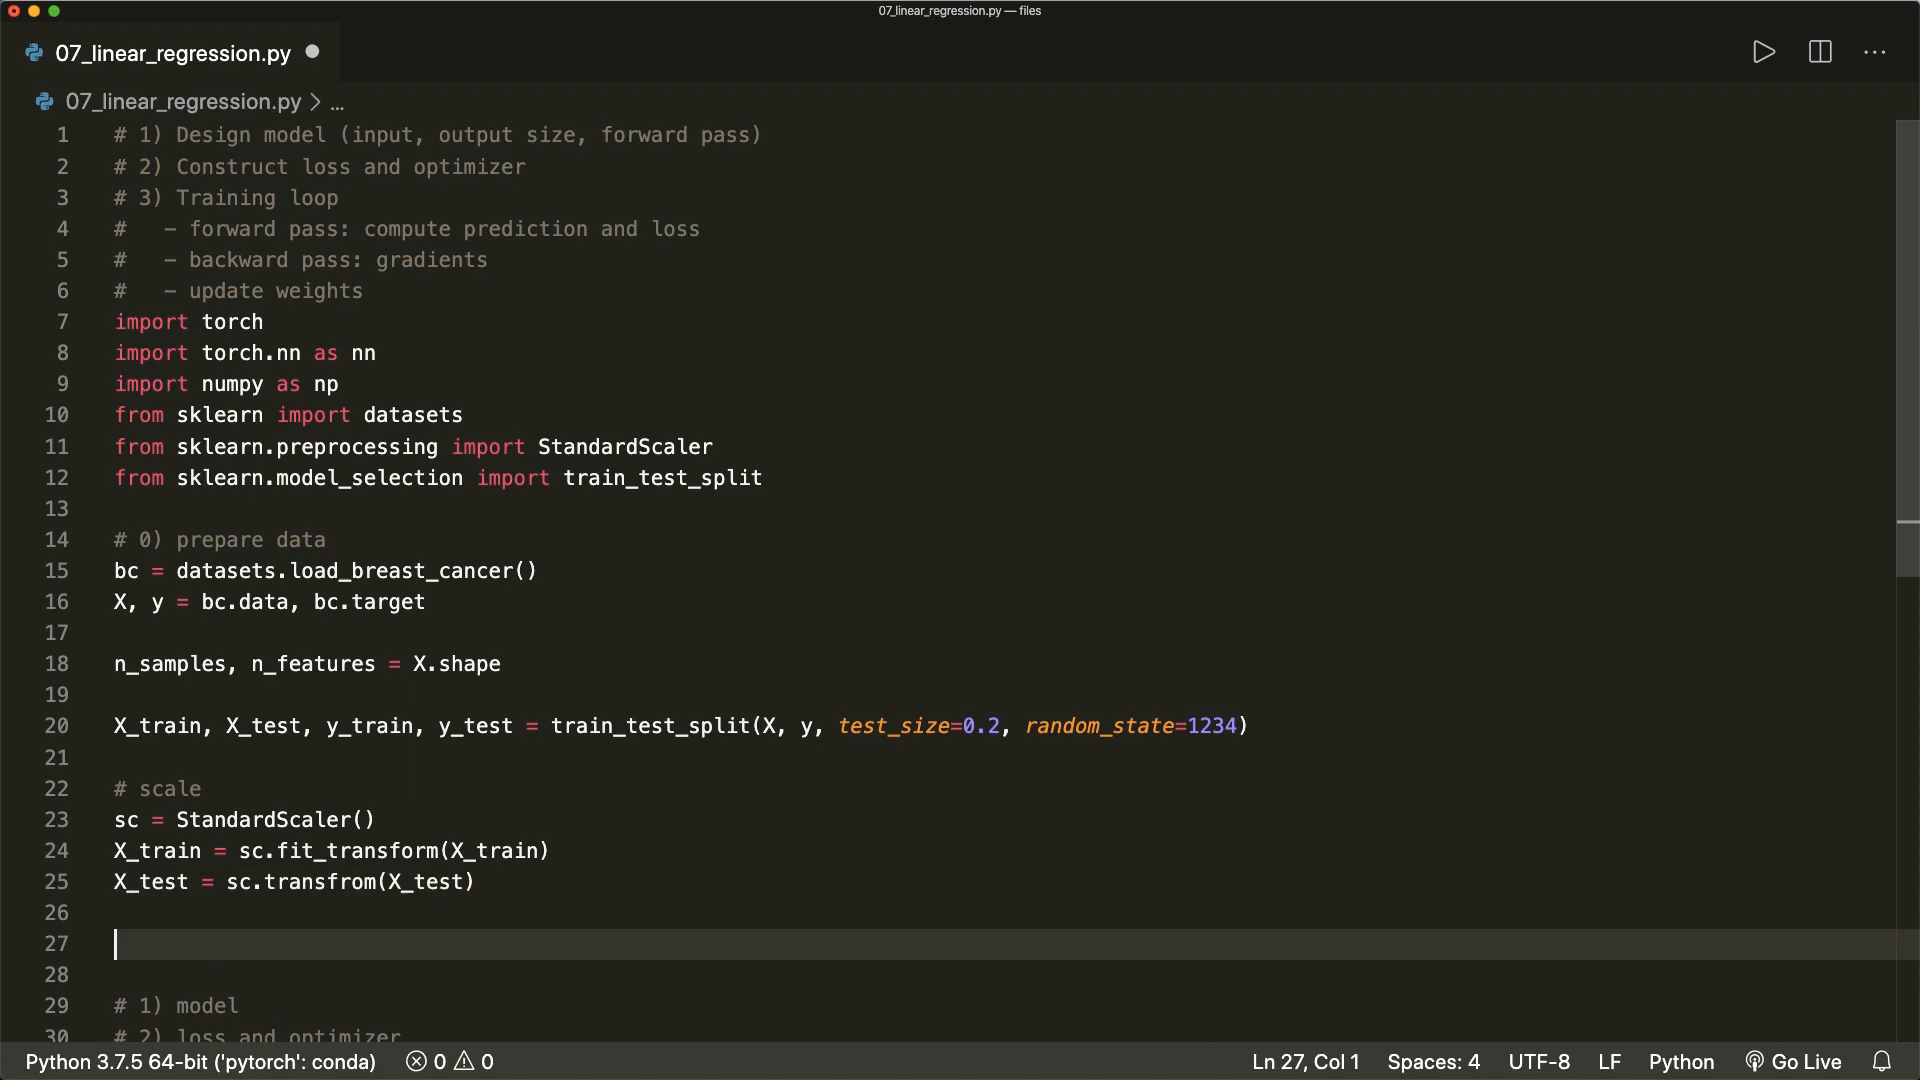 07_linear_regression.py — files
07_linear_regression.py
07_linear_regression.py > ...
1 # 1) Design model (input, output size, forward pass)
2 # 2) Construct loss and optimizer
3 # 3) Training loop
4 #   - forward pass: compute prediction and loss
5 #   - backward pass: gradients
6 #   - update weights
7 import torch
8 import torch.nn as nn
9 import numpy as np
10 from sklearn import datasets
11 from sklearn.preprocessing import StandardScaler
12 from sklearn.model_selection import train_test_split
13
14 # 0) prepare data
15 bc = datasets.load_breast_cancer()
16 X, y = bc.data, bc.target
17
18 n_samples, n_features = X.shape
19
20 X_train, X_test, y_train, y_test = train_test_split(X, y, test_size=0.2, random_state=1234)
21
22 # scale
23 sc = StandardScaler()
24 X_train = sc.fit_transform(X_train)
25 X_test = sc.transfrom(X_test)
26
27
28
29 # 1) model
30 # 2) loss and optimizer
Python 3.7.5 64-bit ('pytorch': conda) 0 0 Ln 27, Col 1 Spaces: 4 UTF-8 LF Python Go Live